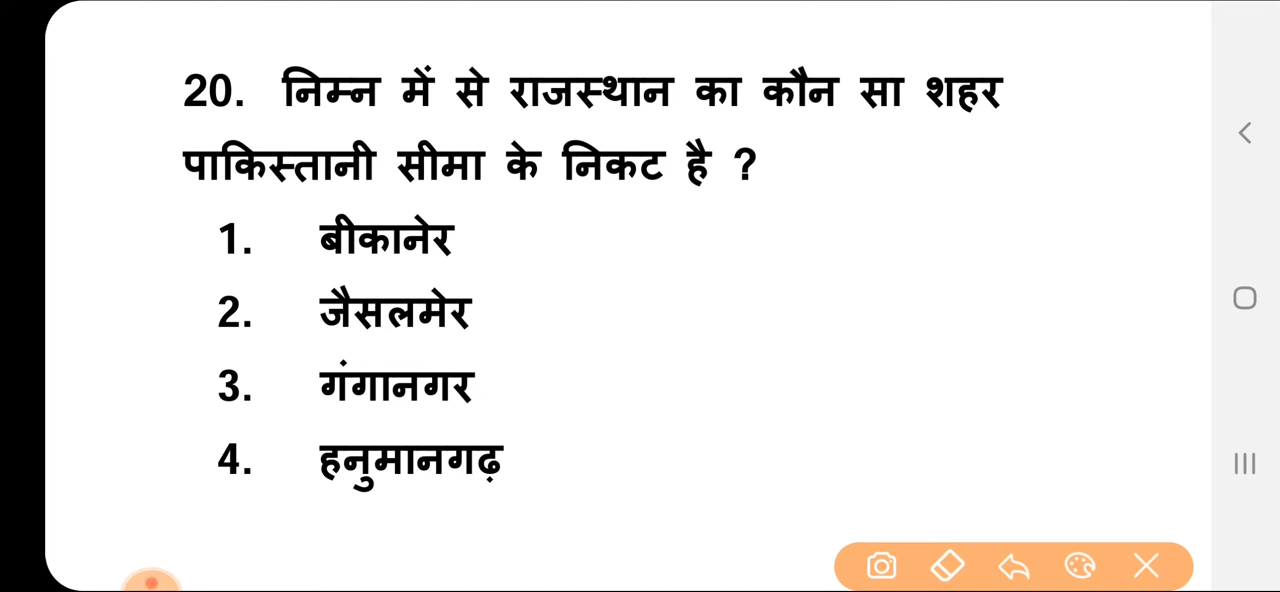 20. निम्न में से राजस्थान का कौन सा शहर
पाकिस्तानी सीमा के निकट है ?
1. बीकानेर
2. जैसलमेर
3. गंगानगर
4. हनुमानगढ़